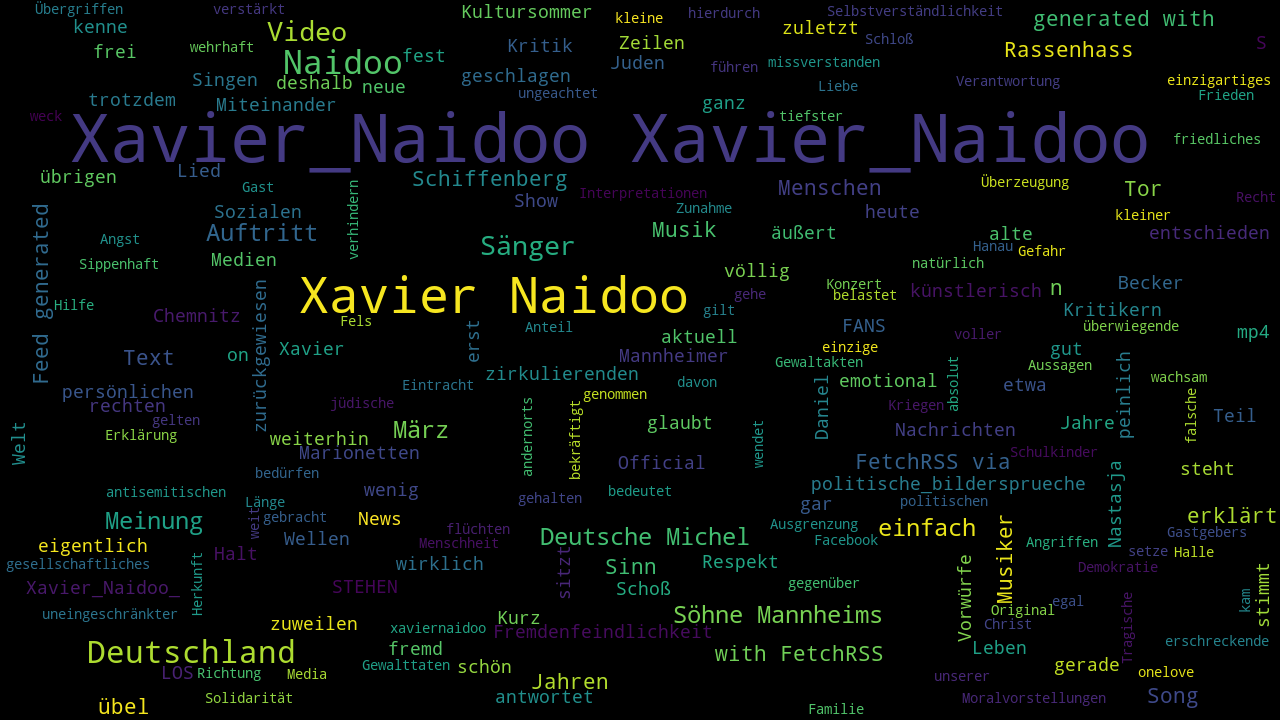 Übergriffen verstärkt Kultursommer kleine hierdurch Selbstverständlichkeit
kenne Video zuletzt generated with
frei wehrhaft Naidoo fest Kritik Zeilen Schloß Rassenhass S
Singen deshalb neue geschlagen Juden führen missverstanden
trotzdem Miteinander ungeachtet ganz Liebe Verantwortung einzigartiges Frieden
weck tiefster
Xavier_Naidoo Xavier_Naidoo
friedliches
übrigen Lied Gast Schiffenberg Interpretationen Menschen Überzeugung Tor Recht
Sozialen verhindern Show Zunahme heute kleiner
Angst Auftritt Sänger Musik äußert Hanau alte Gefahr entschieden
Sippenhaft Medien völlig natürlich
Feed generated
Hilfe Xavier Naidoo gehe Konzert belastet künstlerisch n Becker
Chemnitz Fels Anteil gilt FANS Kritikern überwiegende
Text on zurückgewiesen Xavier erst Mannheimer aktuell einzige voller gut mp4
persönlichen Eintracht zirkulierenden davon Gewaltakten emotional absolut etwa Aussagen wachsam
rechten jüdische genommen Kriegen peinlich falsche
gelten März glaubt Daniel Jahre Teil
Erklärung weiterhin andernorts bekräftigt wendet Nachrichten
Welt Marionetten Official FetchRSS via Schulkinder
bedürfen politische_bildersprueche steht
antisemitischen Länge wenig gehalten bedeutet gar politischen Nastasja
Meinung weit gebracht News flüchten Ausgrenzung einfach erklärt
eigentlich Wellen Menschheit Deutsche Michel Facebook Musiker Angriffen Gastgebers
gesellschaftliches Halt wirklich sitzt Sinn Respekt setze Halle
Xavier_Naidoo_ Herkunft STEHEN Schoß gegenüber Vorwürfe Demokratie
uneingeschränkter Kurz Söhne Mannheims Original egal Tragische kam stimmt
zuweilen xaviernaidoo Fremdenfeindlichkeit Christ
Deutschland fremd with FetchRSS Leben erschreckende
LOS Richtung Media Gewalttaten schön gerade onelove
Solidarität Jahren unserer
übel antwortet Familie Moralvorstellungen Song